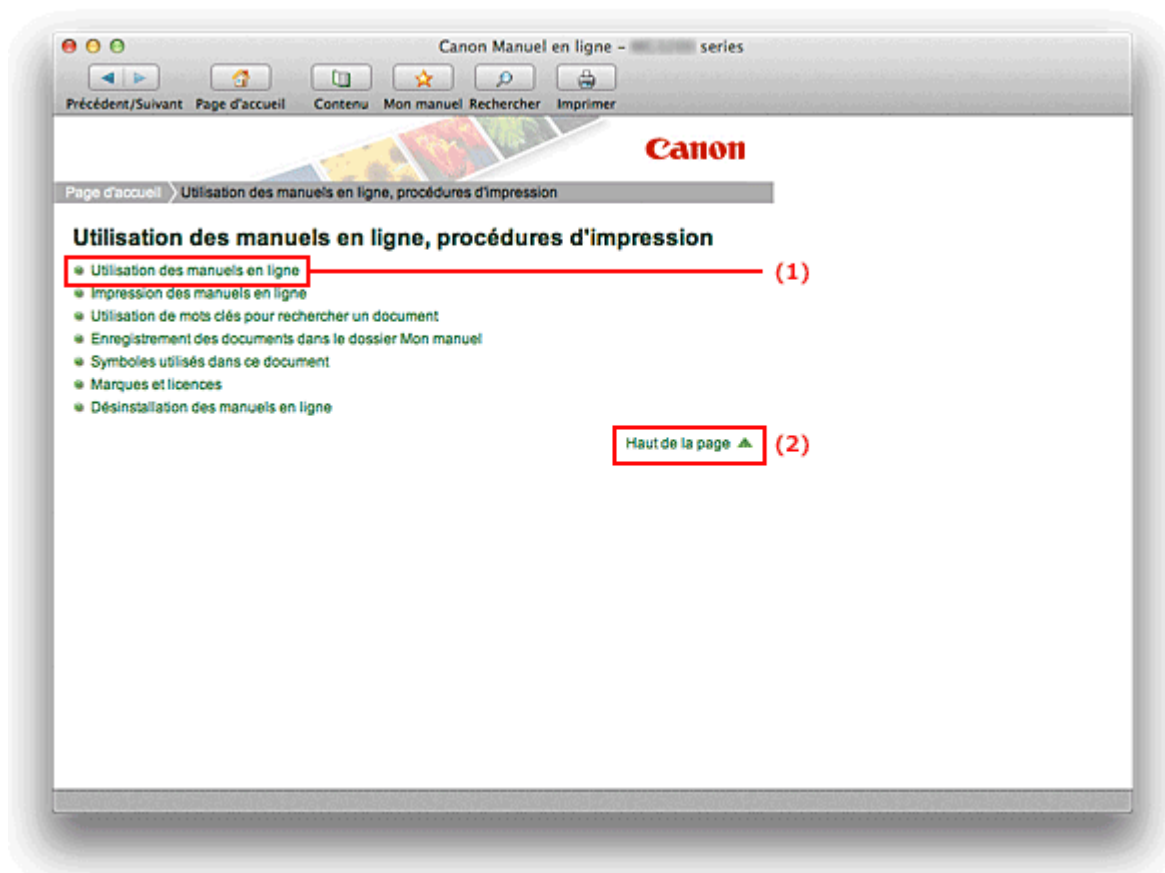 Canon Manuel en ligne – series
Précédent/Suivant Page d'accueil Contenu Mon manuel Rechercher Imprimer
Canon
Page d'accueil Utilisation des manuels en ligne, procédures d'impression
Utilisation des manuels en ligne, procédures d'impression
Utilisation des manuels en ligne (1)
Impression des manuels en ligne
Utilisation de mots clés pour rechercher un document
Enregistrement des documents dans le dossier Mon manuel
Symboles utilisés dans ce document
Marques et licences
Désinstallation des manuels en ligne
Haut de la page (2)